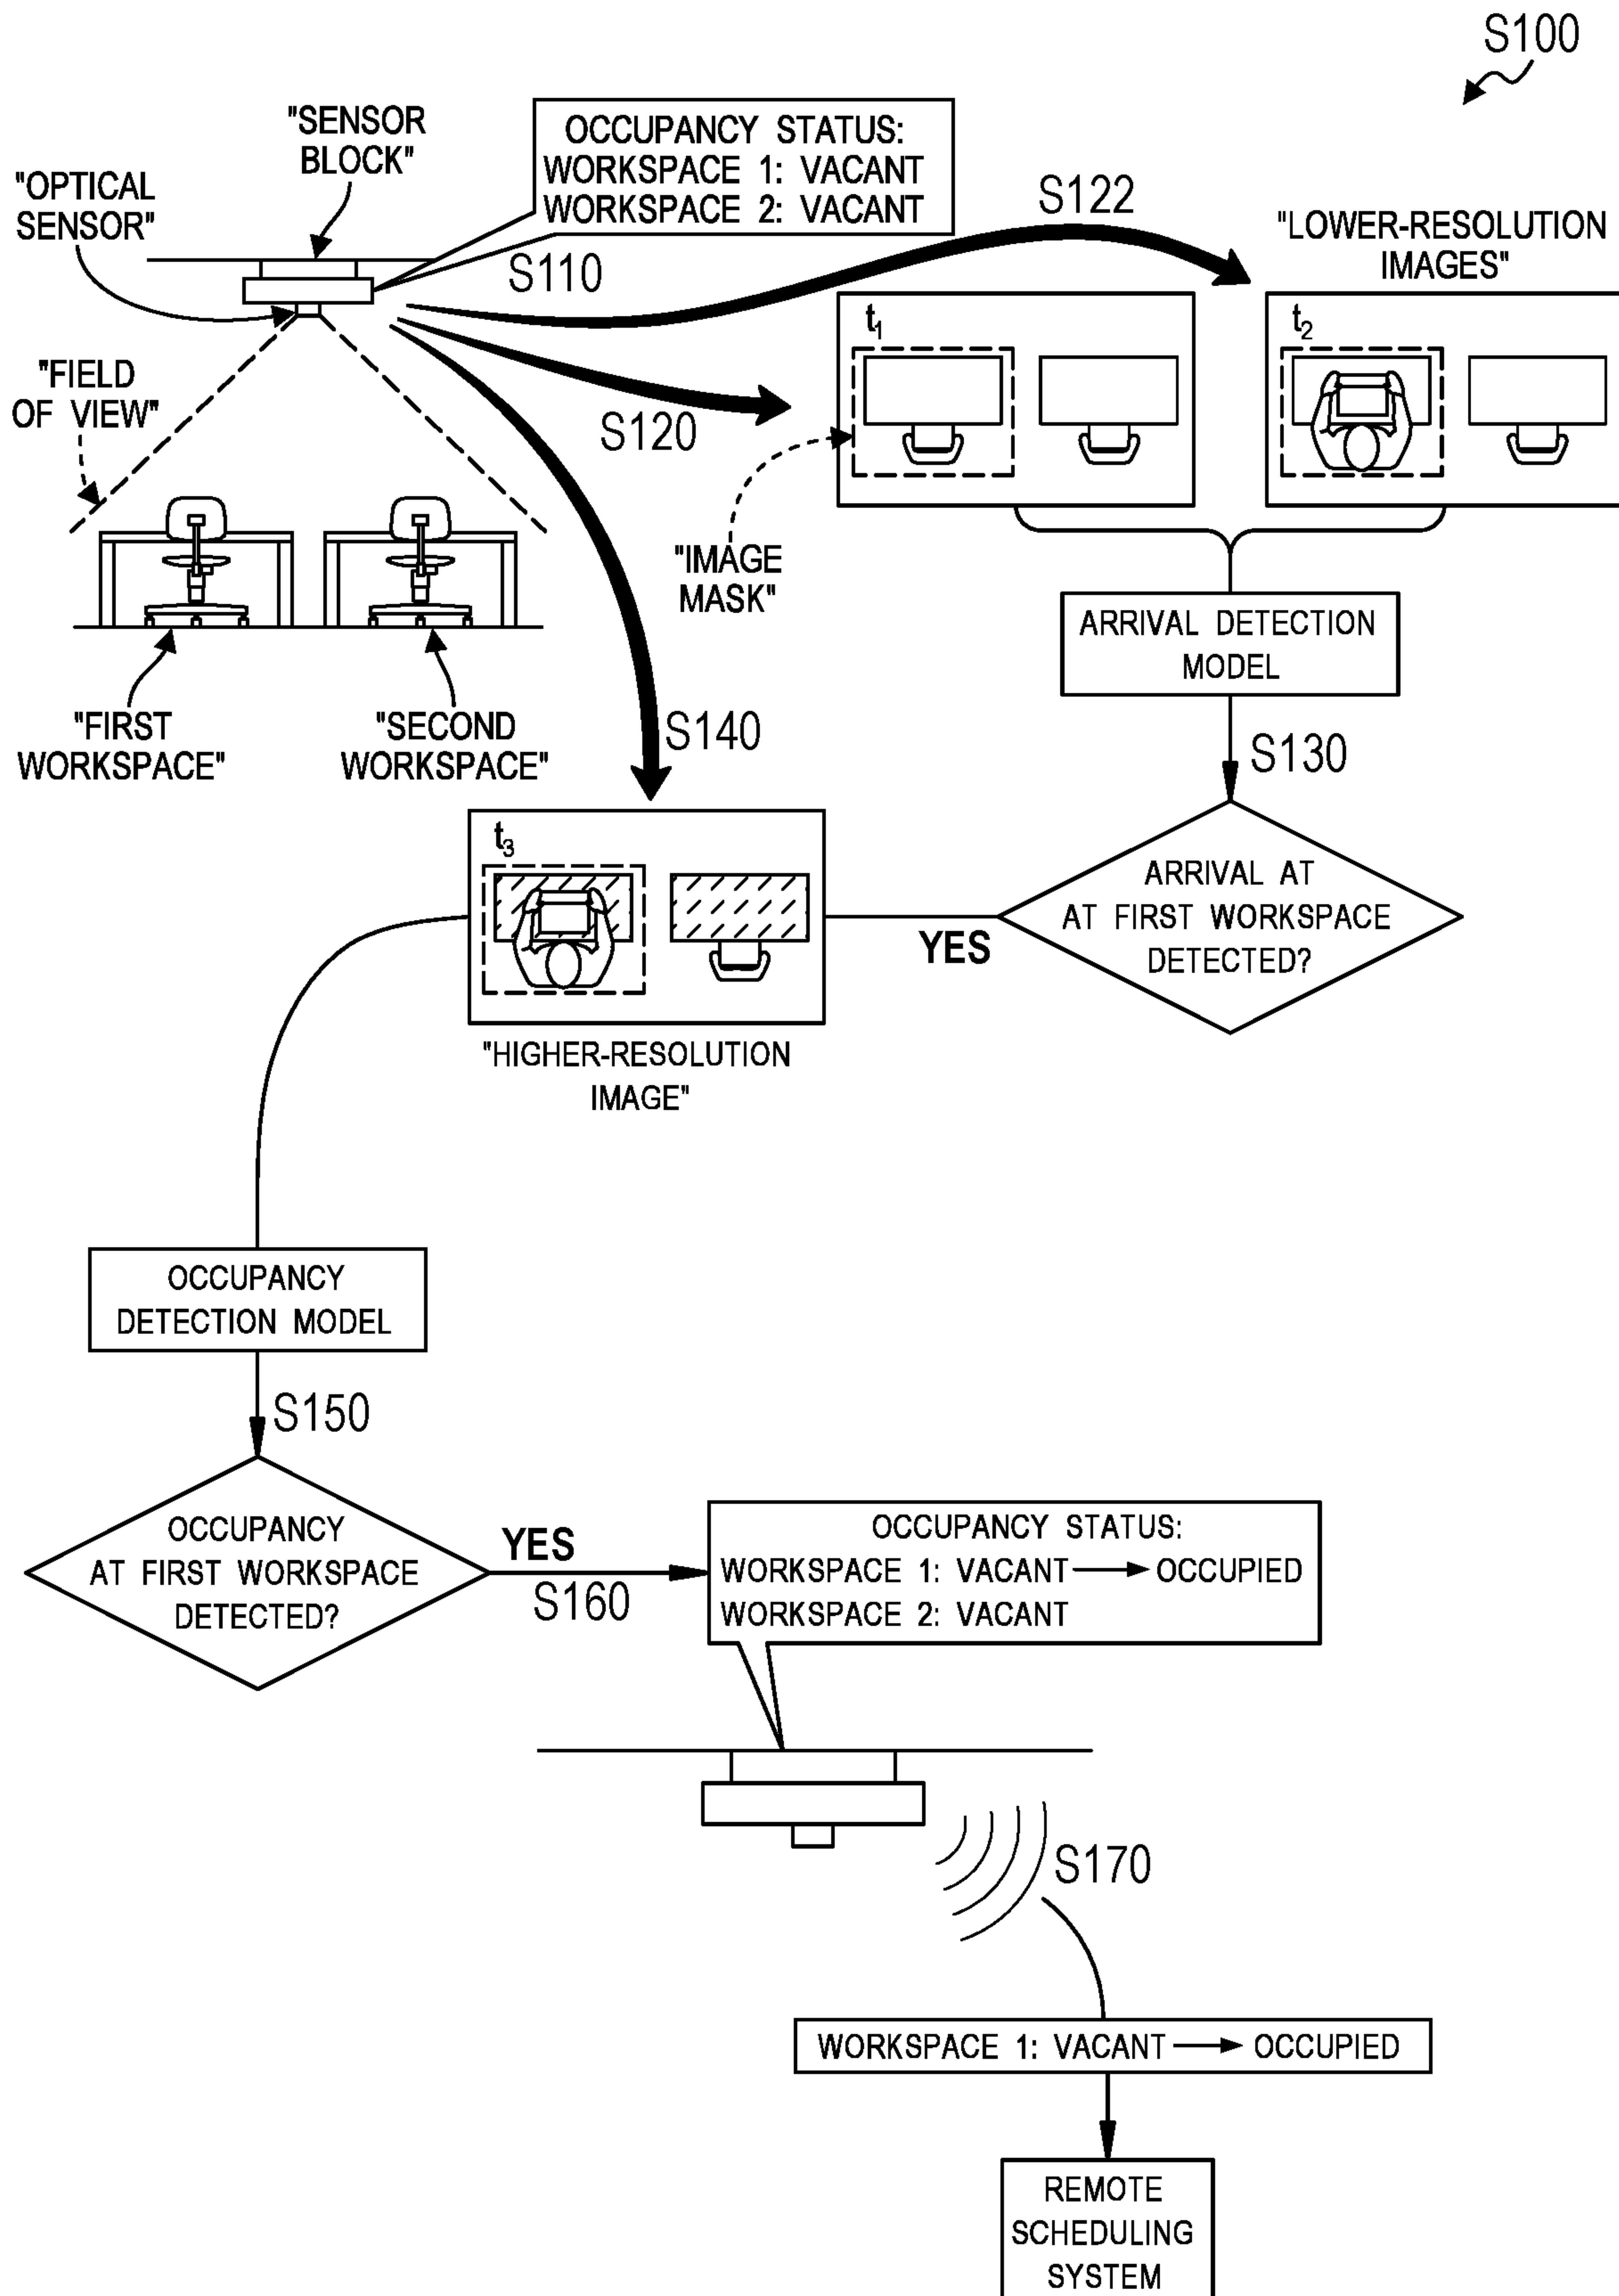 S100
"SENSOR
BLOCK"
OCCUPANCY STATUS:
WORKSPACE 1: VACANT
WORKSPACE 2: VACANT
"OPTICAL
SENSOR"
S110
S122
"LOWER-RESOLUTION
IMAGES"
t1
t2
"FIELD
OF VIEW"
S120
"IMAGE
MASK"
ARRIVAL DETECTION
MODEL
"FIRST
WORKSPACE"
"SECOND
WORKSPACE"
S140
S130
t3
ARRIVAL AT
AT FIRST WORKSPACE
DETECTED?
YES
"HIGHER-RESOLUTION
IMAGE"
OCCUPANCY
DETECTION MODEL
S150
OCCUPANCY
AT FIRST WORKSPACE
DETECTED?
YES
S160
OCCUPANCY STATUS:
WORKSPACE 1: VACANT → OCCUPIED
WORKSPACE 2: VACANT
S170
WORKSPACE 1: VACANT → OCCUPIED
REMOTE
SCHEDULING
SYSTEM